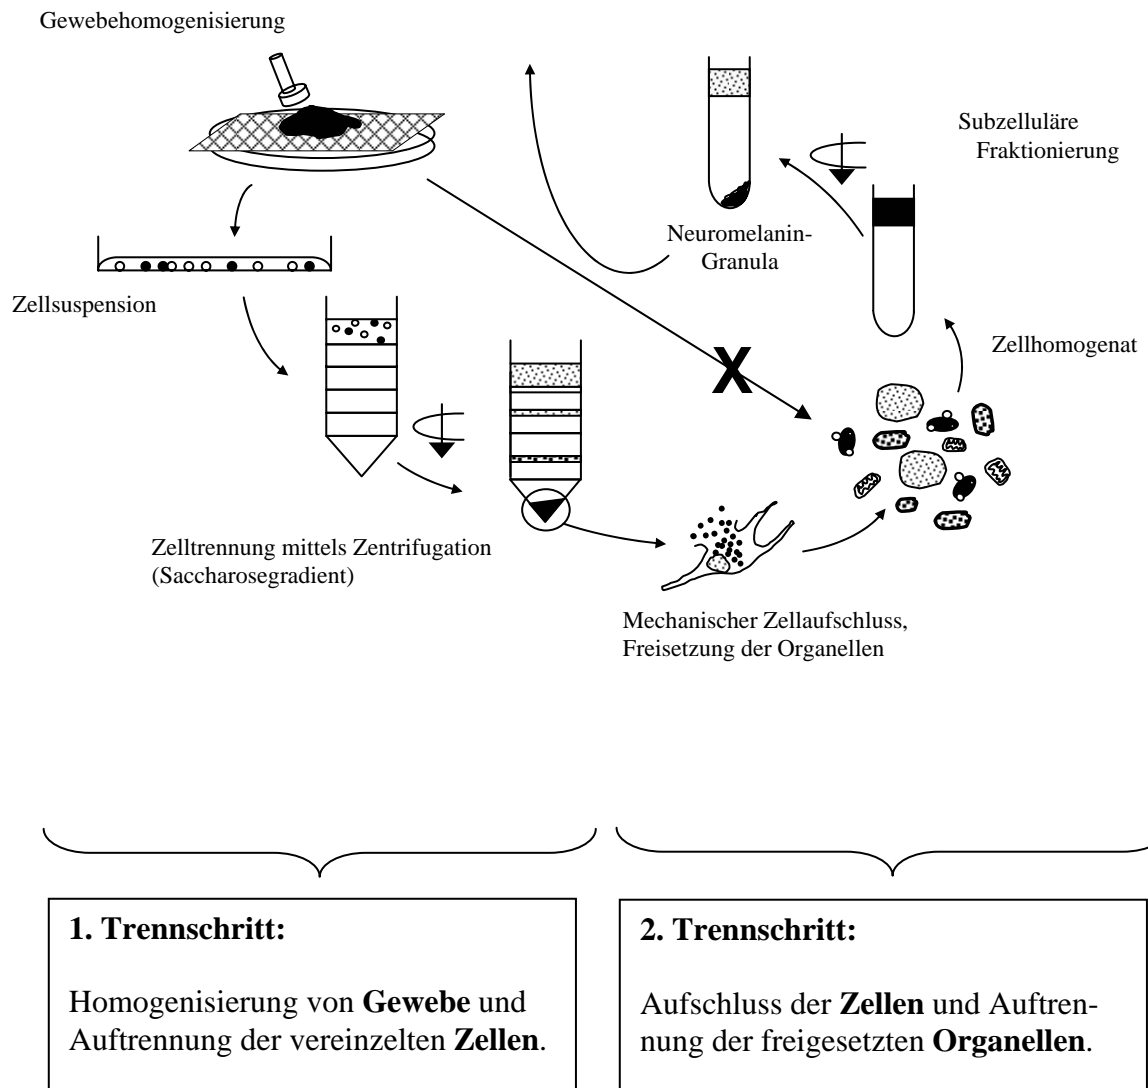 Gewebehomogenisierung
Zellsuspension
Zelltrennung mittels Zentrifugation
(Saccharosegradient)
X
Mechanischer Zellaufschluss,
Freisetzung der Organellen
Zellhomogenat
Subzelluläre
Fraktionierung
Neuromelanin-
Granula
1. Trennschritt:
Homogenisierung von Gewebe und
Auftrennung der vereinzelten Zellen.
2. Trennschritt:
Aufschluss der Zellen und Auftren-
nung der freigesetzten Organellen.